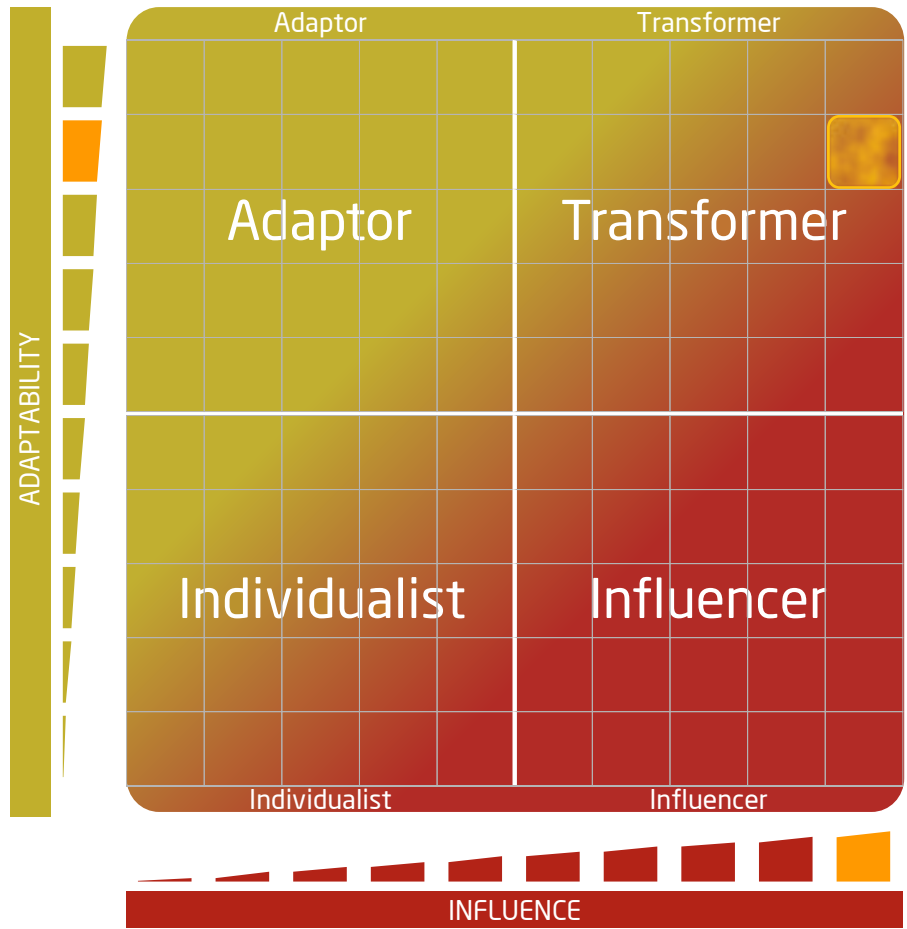 Adaptor
Transformer
Adaptor
Transformer
ADAPTABILITY
Individualist
Influencer
Individualist
Influencer
INFLUENCE